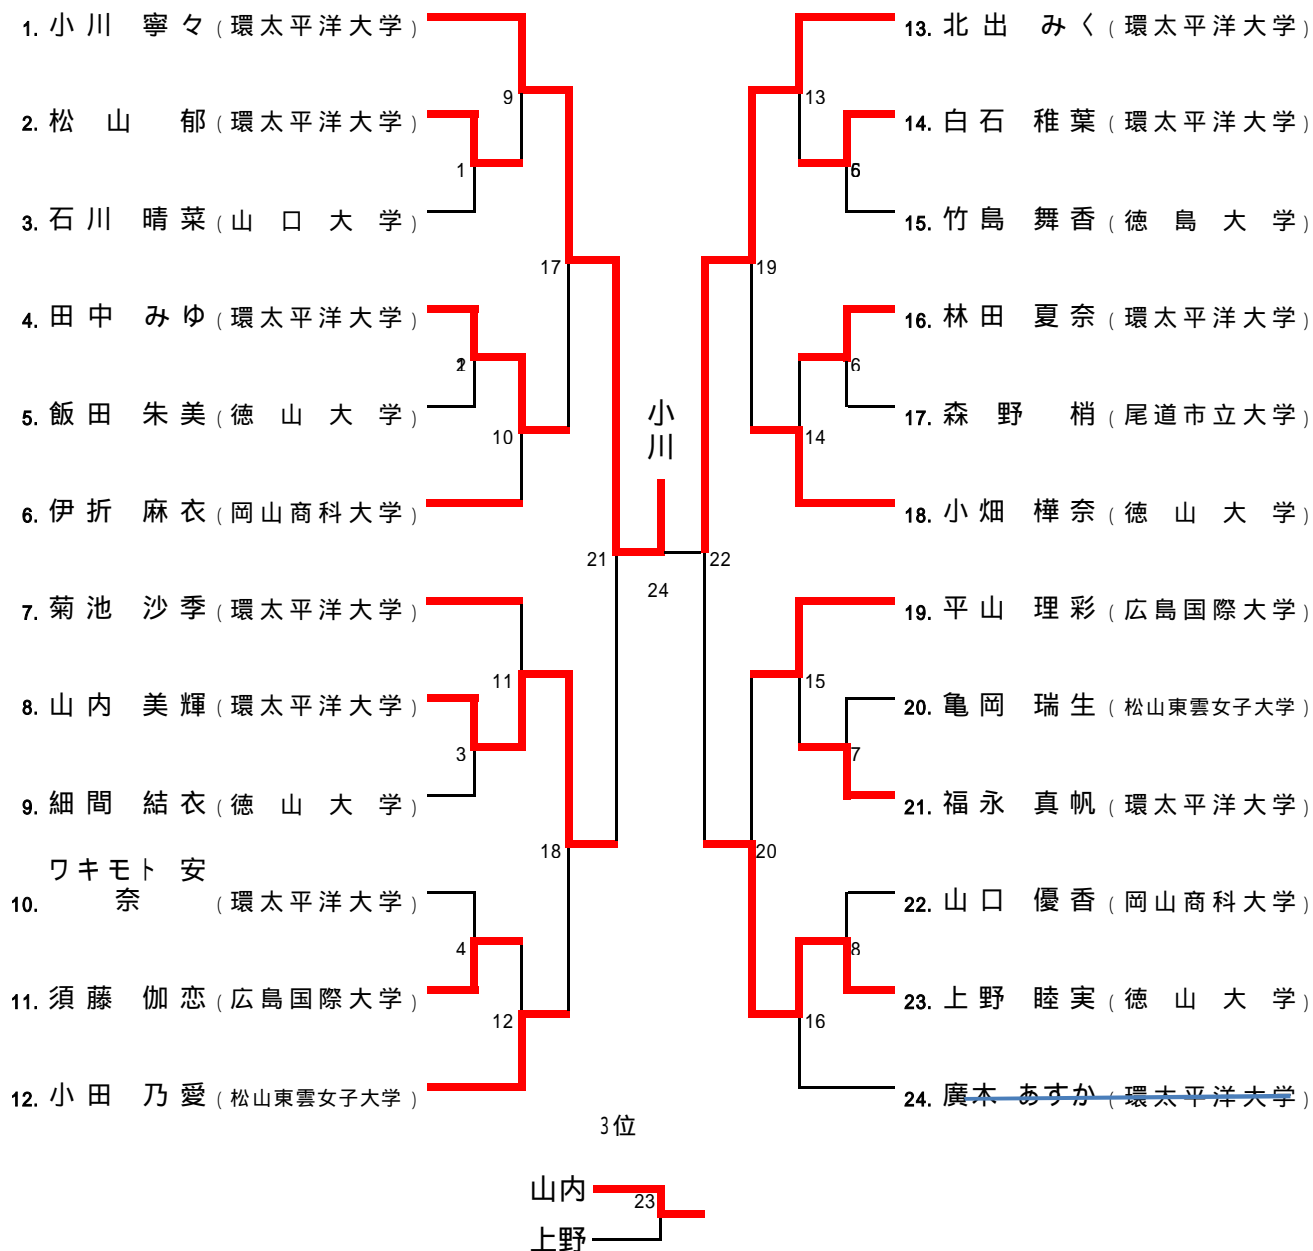 1. 小川 寧々 (環太平洋大学)
2. 松山 郁 (環太平洋大学)
3. 石川 晴菜 (山口大学)
4. 田中 みゆ (環太平洋大学)
5. 飯田 朱美 (徳山大学)
6. 伊折 麻衣 (岡山商科大学)
7. 菊池 沙季 (環太平洋大学)
8. 山内 美輝 (環太平洋大学)
9. 細間 結衣 (徳山大学)
ワキモト 安
10. 奈 (環太平洋大学)
11. 須藤 伽恋 (広島国際大学)
12. 小田 乃愛 (松山東雲女子大学)
1
3
4
9
10
11
12
17
18
21
小川
24
22
19
20
13
14
15
16
6
7
8
13. 北出 みく (環太平洋大学)
14. 白石 稚葉 (環太平洋大学)
15. 竹島 舞香 (徳島大学)
16. 林田 夏奈 (環太平洋大学)
17. 森野 梢 (尾道市立大学)
18. 小畑 樺奈 (徳山大学)
19. 平山 理彩 (広島国際大学)
20. 亀岡 瑞生 (松山東雲女子大学)
21. 福永 真帆 (環太平洋大学)
22. 山口 優香 (岡山商科大学)
23. 上野 睦実 (徳山大学)
24. 廣木 あすか (環太平洋大学)
3位
山内
23
上野